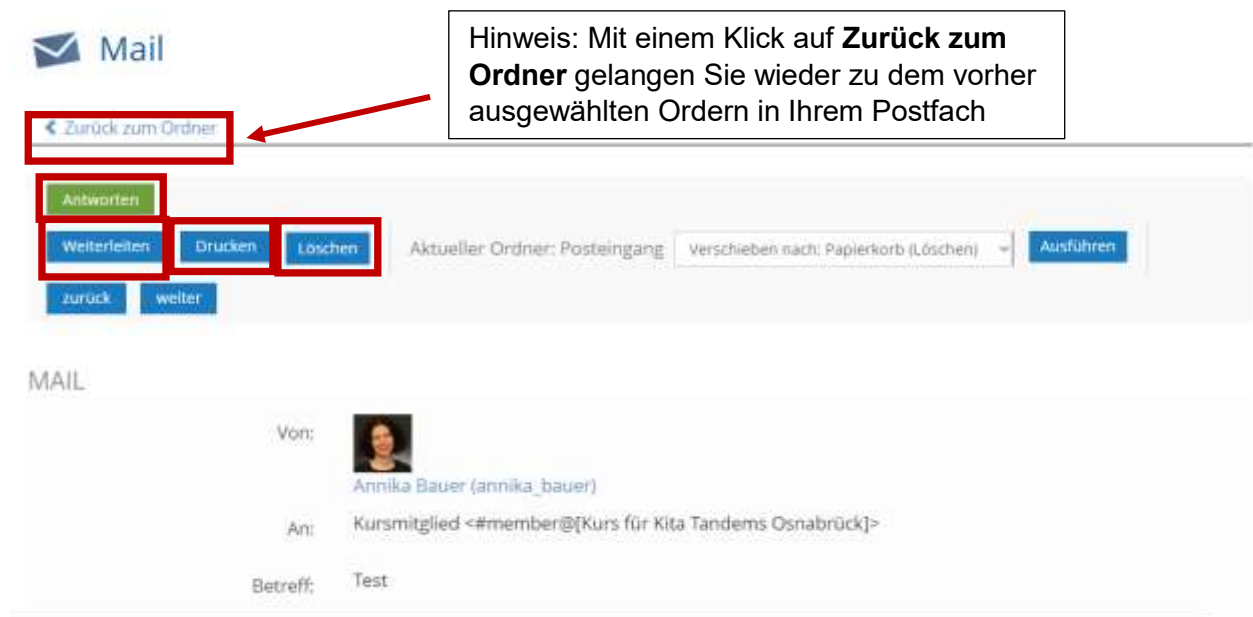 Mail
Hinweis: Mit einem Klick auf Zurück zum
Ordner gelangen Sie wieder zu dem vorher
ausgewählten Ordern in Ihrem Postfach
Zurück zum Ordner
Antworten
Weiterleiten Drucken Löschen Aktueller Ordner: Posteingang Verschieben nach: Papierkorb (Löschen) Ausführen
zurück weiter
MAIL
Von:
Annika Bauer (annika_bauer)
An: Kursmitglied <#member@[Kurs für Kita Tandems Osnabrück]>
Betreff: Test